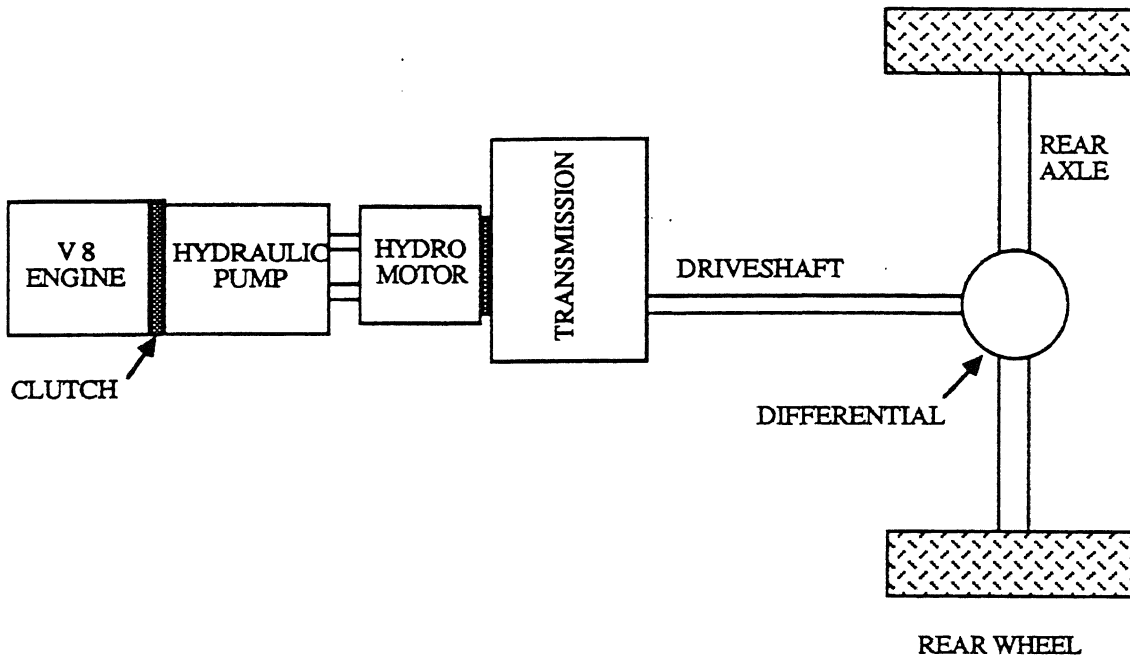 V 8
ENGINE
HYDRAULIC
PUMP
HYDRO
MOTOR
TRANSMISSION
DRIVESHAFT
REAR
AXLE
CLUTCH
DIFFERENTIAL
REAR WHEEL